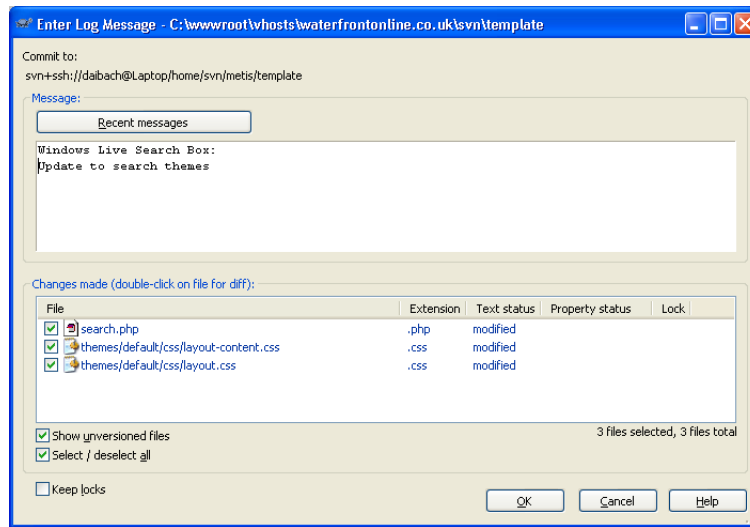 Enter Log Message - C:\wwwroot\vhosts\waterfrontonline.co.uk\svn\template
Commit to:
svn+ssh://daibach@Laptop/home/svn/metis/template
Message:
Recent messages
Windows Live Search Box:
Update to search themes
Changes made (double-click on file for diff):
File Extension Text status Property status Lock
search.php .php modified
themes/default/css/layout-content.css .css modified
themes/default/css/layout.css .css modified
Show unversioned files 3 files selected, 3 files total
Select / deselect all
Keep locks
OK Cancel Help